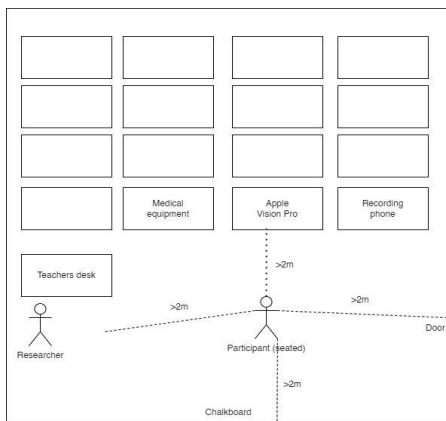 Medical
equipment
Apple
Vision Pro
Recording
phone
>2m
Teachers desk
>2m
>2m
Door
Researcher
Participant (seated)
>2m
Chalkboard